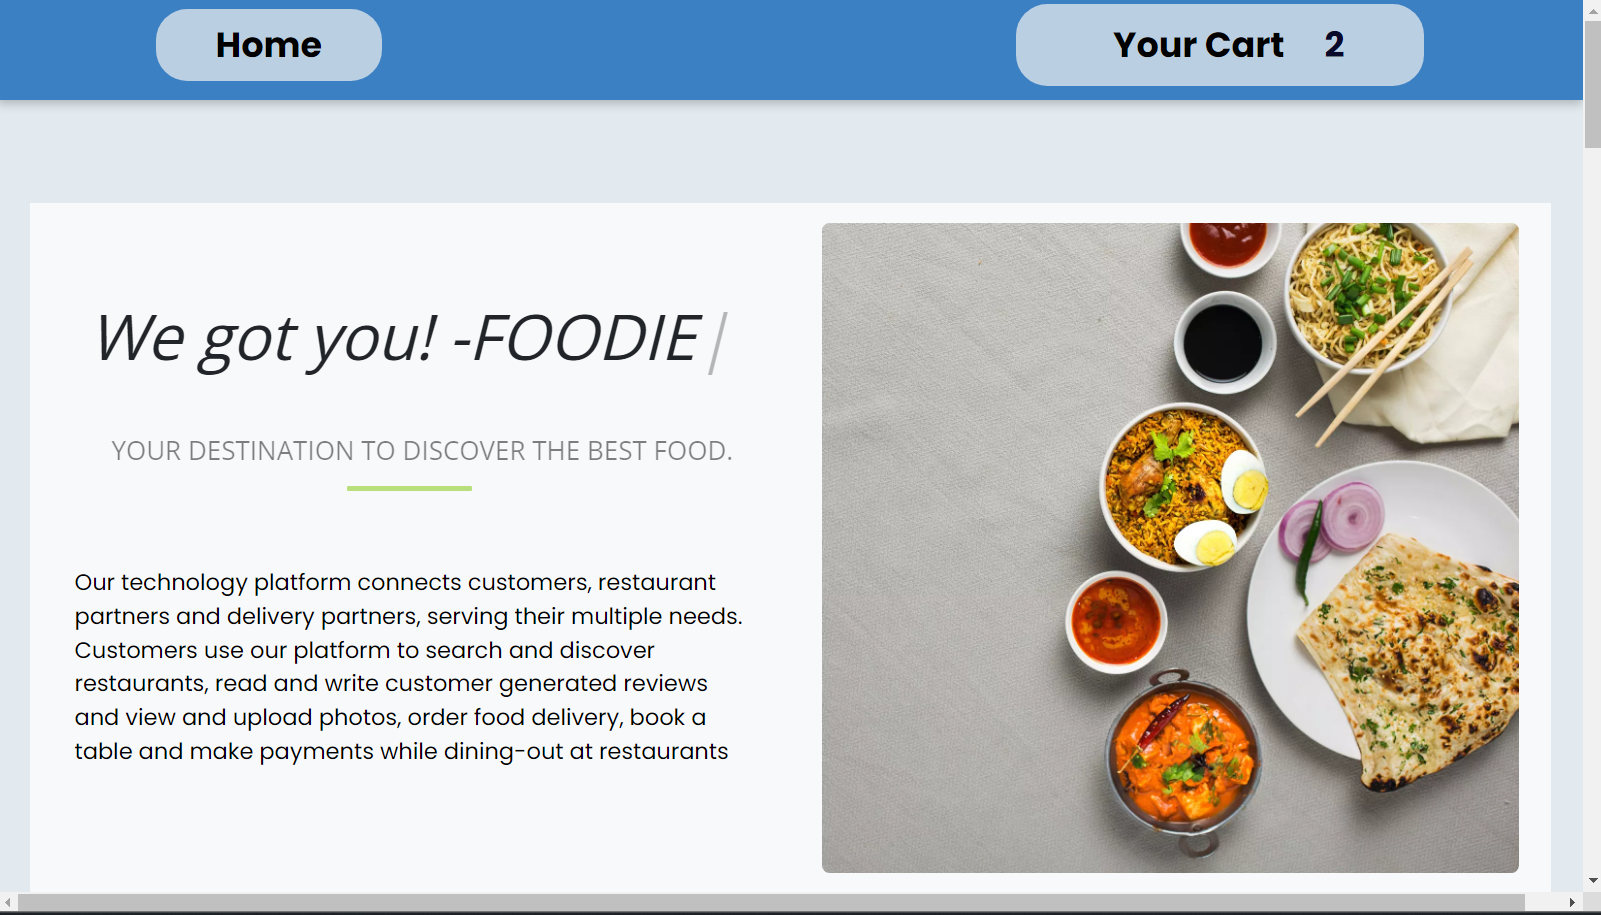 Home
Your Cart 2
We got you! -FOODIE|
YOUR DESTINATION TO DISCOVER THE BEST FOOD.
Our technology platform connects customers, restaurant
partners and delivery partners, serving their multiple needs.
Customers use our platform to search and discover
restaurants, read and write customer generated reviews
and view and upload photos, order food delivery, book a
table and make payments while dining-out at restaurants